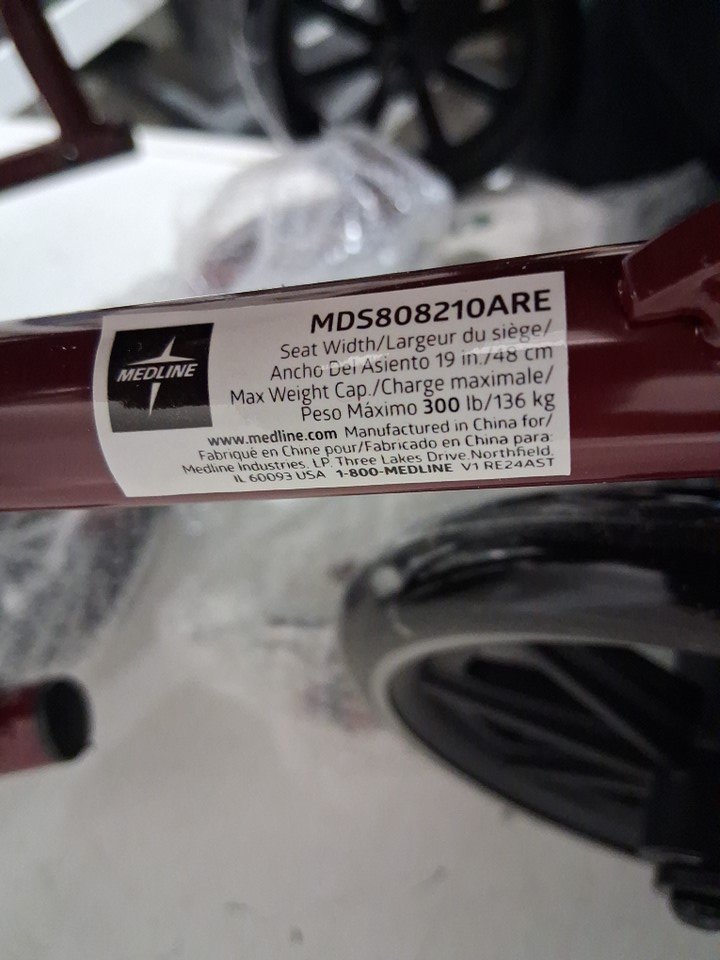 MEDLINE
MDS808210ARE
Seat Width/Largeur du siège/
Ancho Del Asiento 19 in./48 cm
Max Weight Cap./Charge maximale/
Peso Máximo 300 lb/136 kg
www.medline.com Manufactured in China for/
Fabriqué en Chine pour/Fabricado en China para:
Medline Industries, LP, Three Lakes Drive, Northfield,
IL 60093 USA 1-800-MEDLINE V1 RE24AST